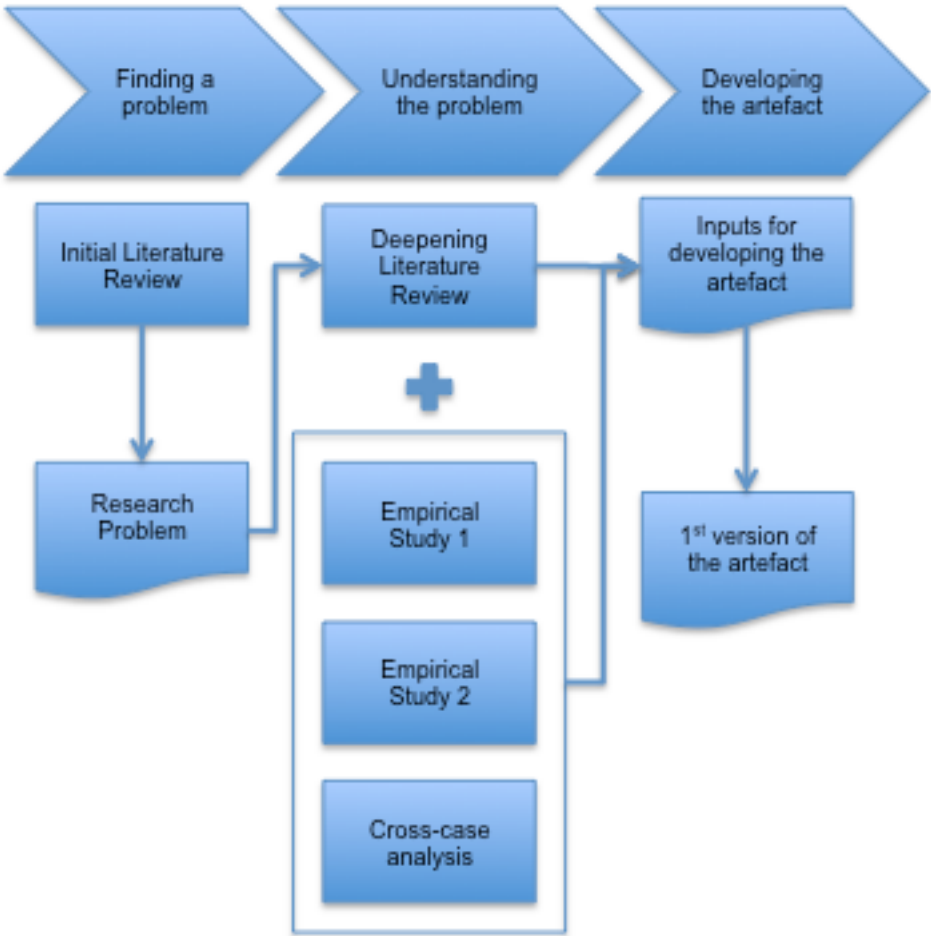 Finding a
problem
Understanding
the problem
Developing
the artefact
Initial Literature
Review
Deepening
Literature
Review
Inputs for
developing the
artefact
Research
Problem
Empirical
Study 1
1st version of
the artefact
Empirical
Study 2
Cross-case
analysis